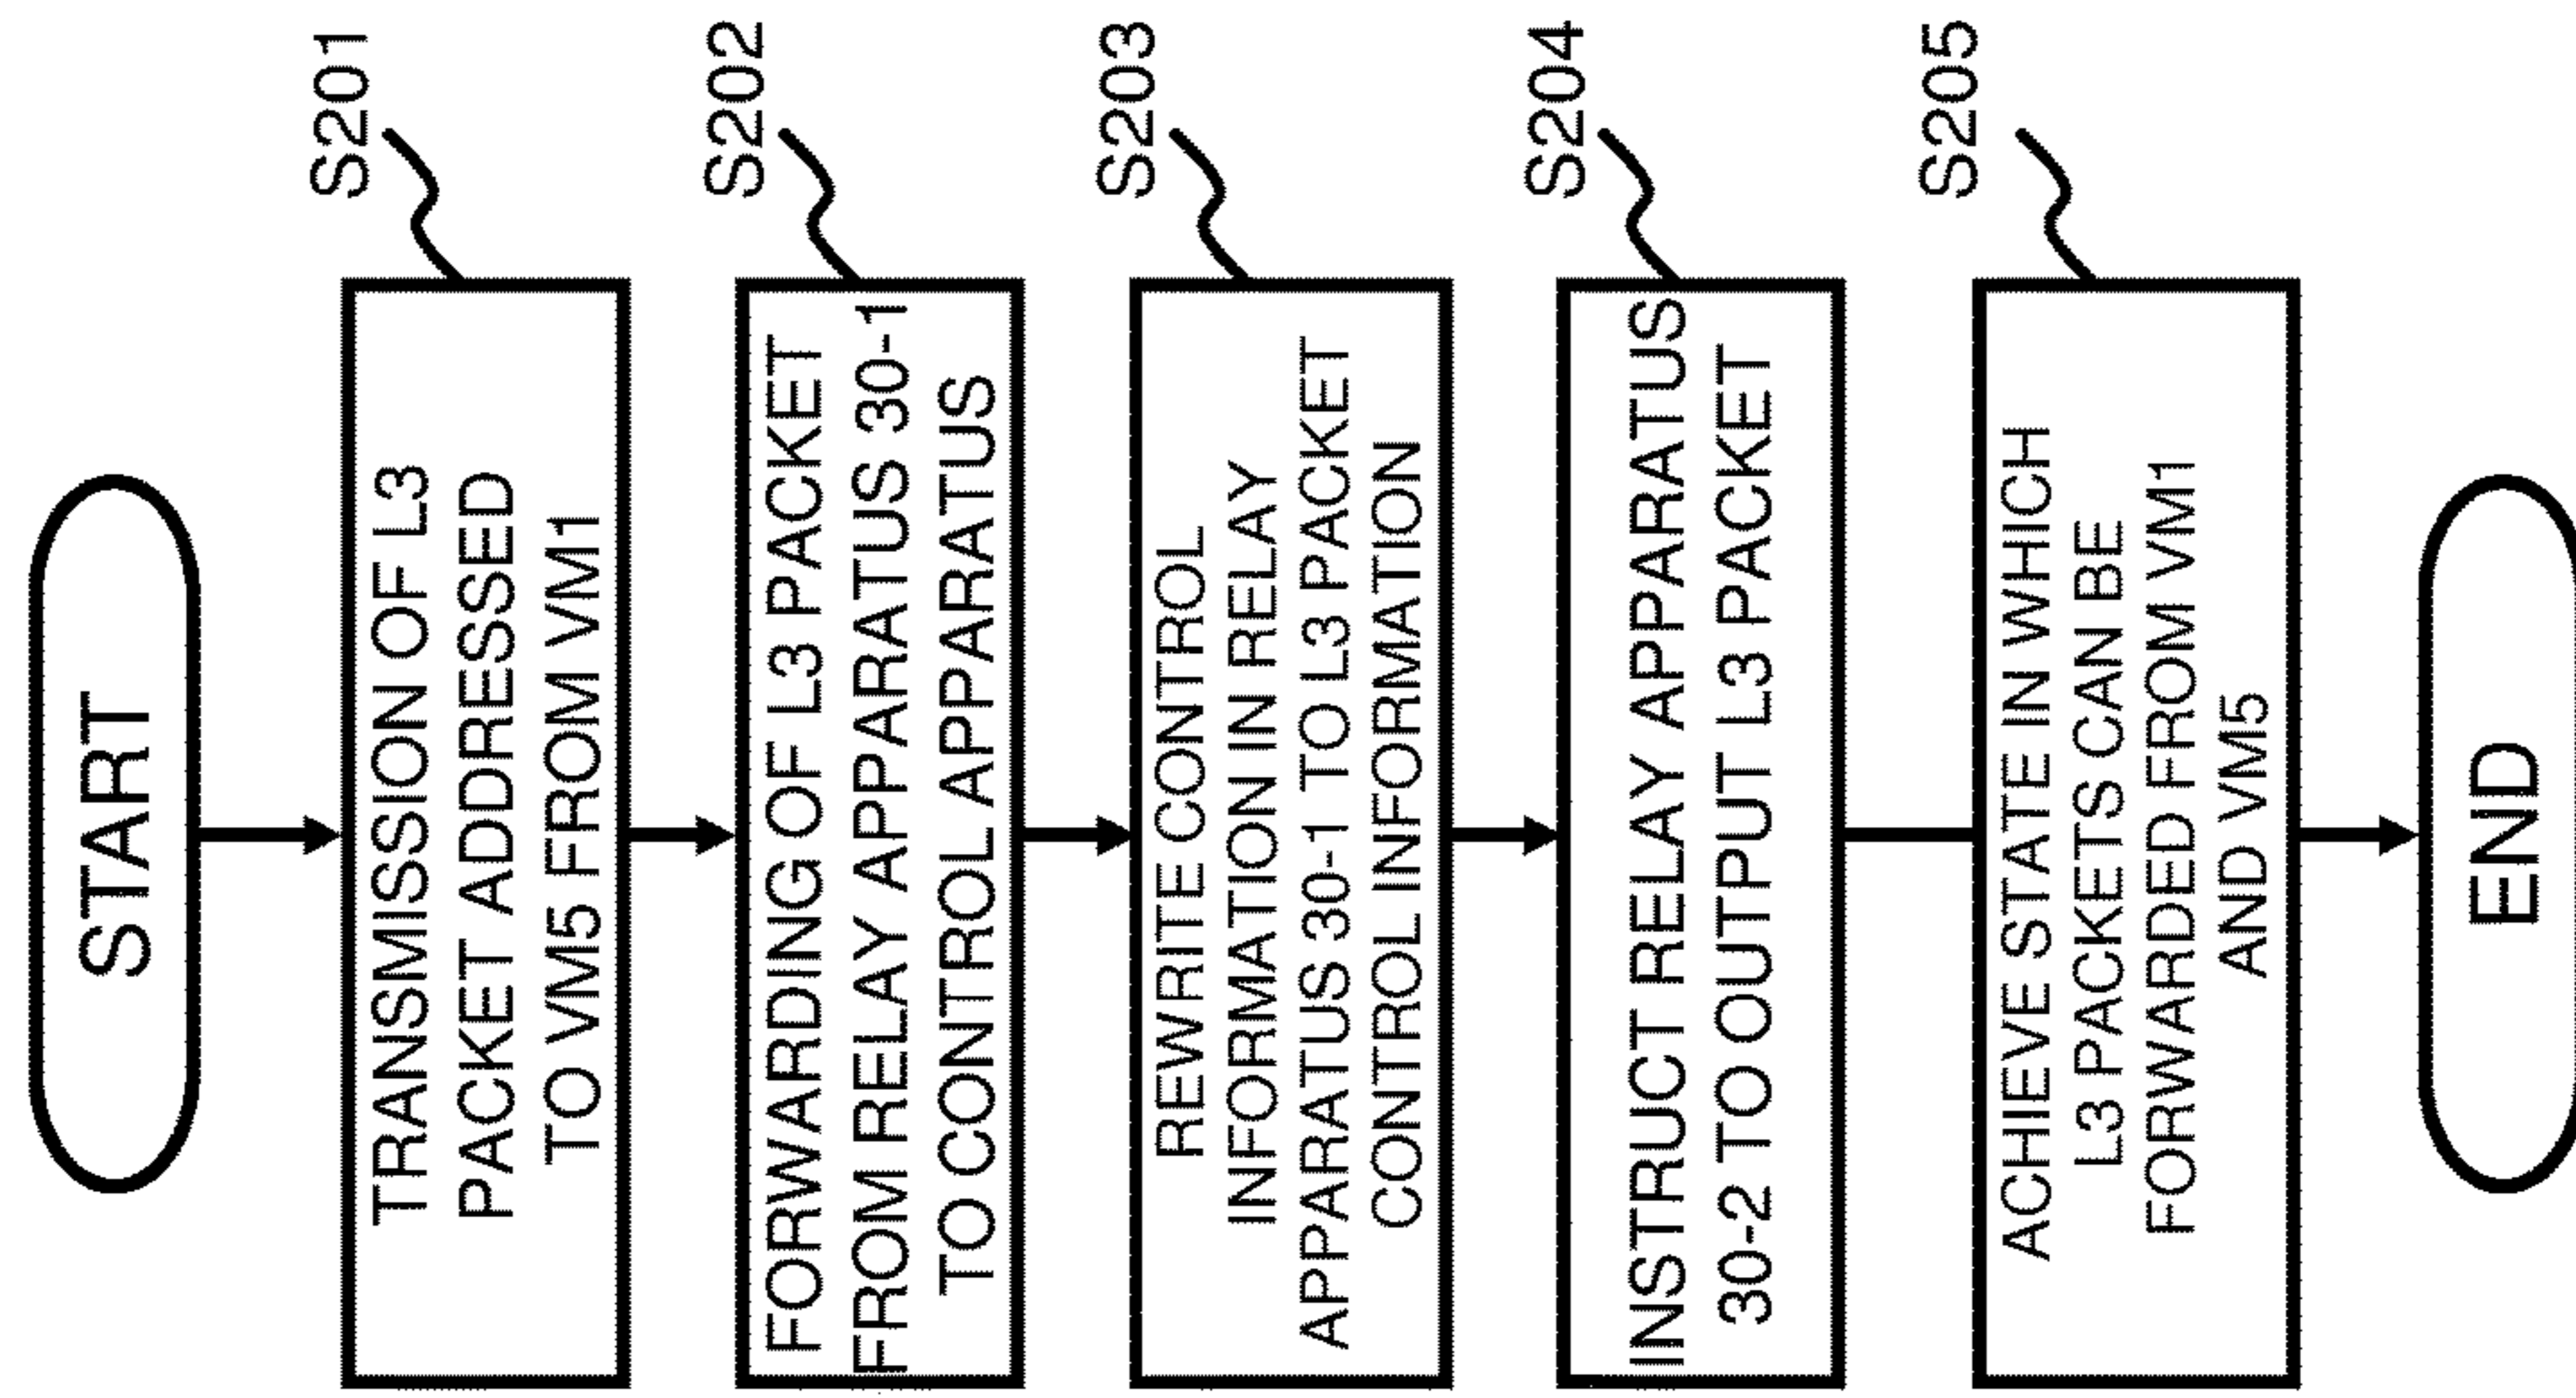 START
S201
TRANSMISSION OF L3
PACKET ADDRESSED
TO VM5 FROM VM1
S202
FORWARDING OF L3 PACKET
FROM RELAY APPARATUS 30-1
TO CONTROL APPARATUS
S203
REWRITE CONTROL
INFORMATION IN RELAY
APPARATUS 30-1 TO L3 PACKET
CONTROL INFORMATION
S204
INSTRUCT RELAY APPARATUS
30-2 TO OUTPUT L3 PACKET
S205
ACHIEVE STATE IN WHICH
L3 PACKETS CAN BE
FORWARDED FROM VM1
AND VM5
END